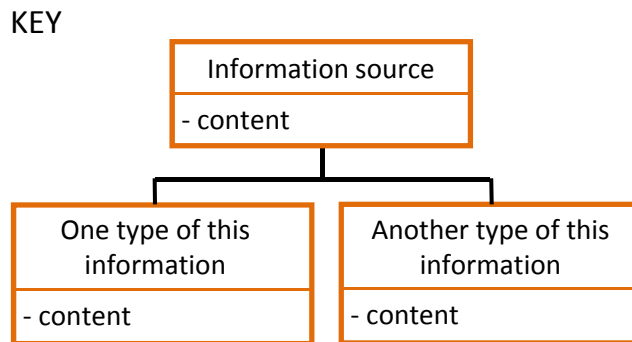 KEY
Information source
- content
One type of this
information
- content
Another type of this
information
- content